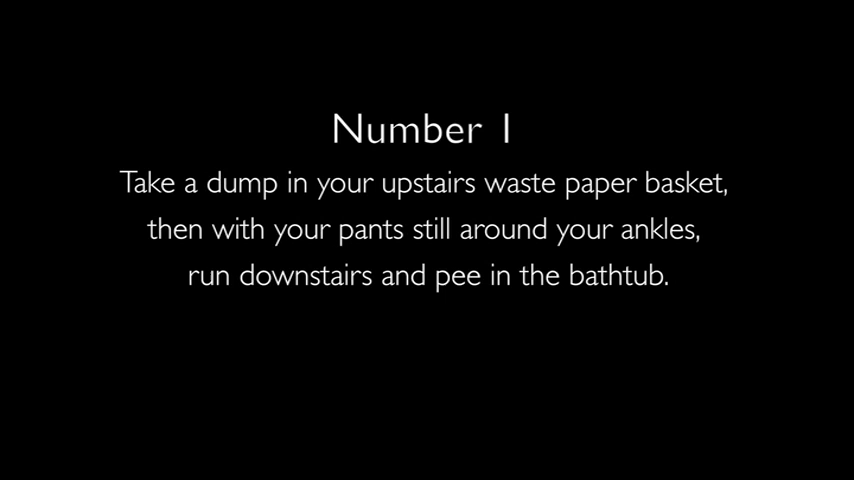 Number 1
Take a dump in your upstairs waste paper basket,
then with your pants still around your ankles,
run downstairs and pee in the bathtub.